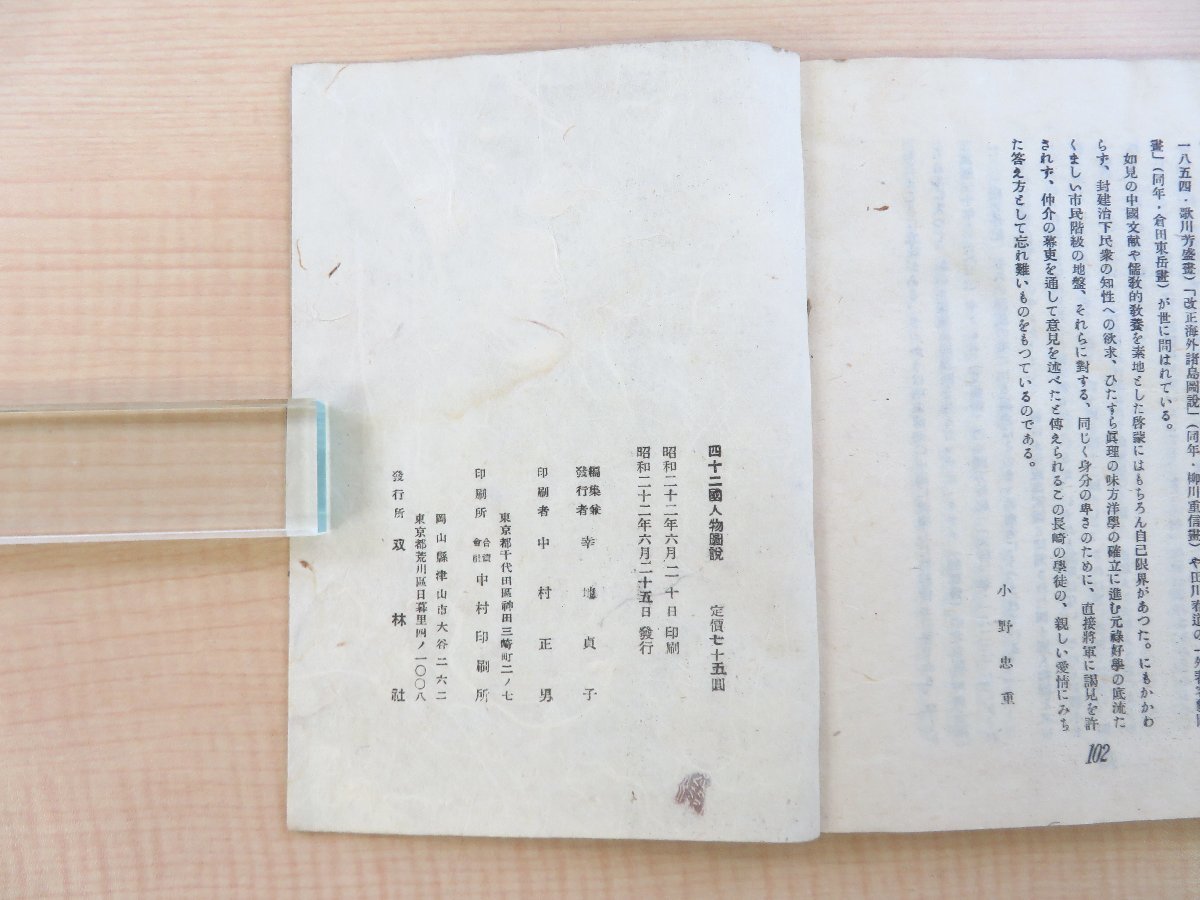 一八五四・歌川芳盛畫)「改正海外諸島圖說」(同年・柳川重信畫)や田川春道の
畫」(同年・倉田東岳畫)が世に問はれている。
如見の中國文献や儒敎的敎養を素地とした啓蒙にはもちろん自己限界があつた。にもかかわ
らず、封建治下民衆の知性への欲求、ひたすら眞理の味方洋學の確立に進む元祿好學の底流た
くましい市民階級の地盤、それらに對する、同じく身分の卑さのために、直接將軍に謁見を許
されず、仲介の幕吏を通して意見を述べたと傳えられるこの長崎の學徒の、親しい愛情にみち
た答え方として忘れ難いものをもつているのである。
小野忠重
102
四十二國人物圖說 定價七十五圓
昭和二十二年六月二十日印刷
昭和二十二年六月二十五日發行
編集兼發行者 幸地貞子
印刷者 中村正男
東京都千代田區神田三崎町二ノ七
印刷所 合資會社 中村印刷所
岡山縣津山市大谷二六二
東京都荒川區日暮里四ノ一〇〇八
發行所 双林社